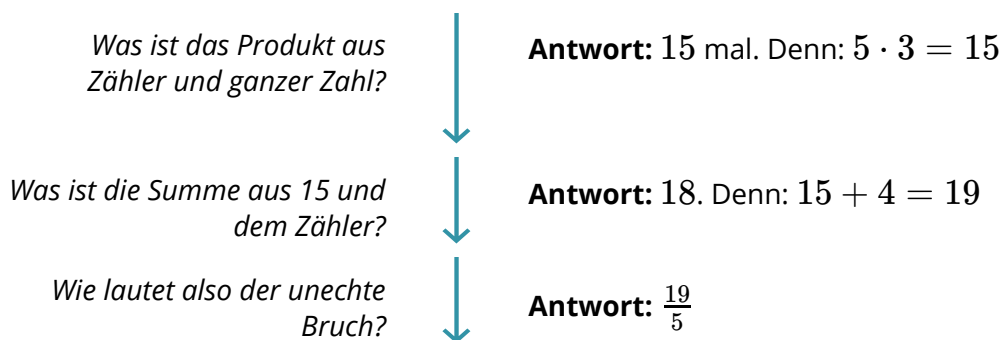 Was ist das Produkt aus
Zähler und ganzer Zahl?
Antwort: 15 mal. Denn: 5 · 3 = 15
Was ist die Summe aus 15 und
dem Zähler?
Antwort: 18. Denn: 15 + 4 = 19
Wie lautet also der unechte
Bruch?
Antwort: 19/5